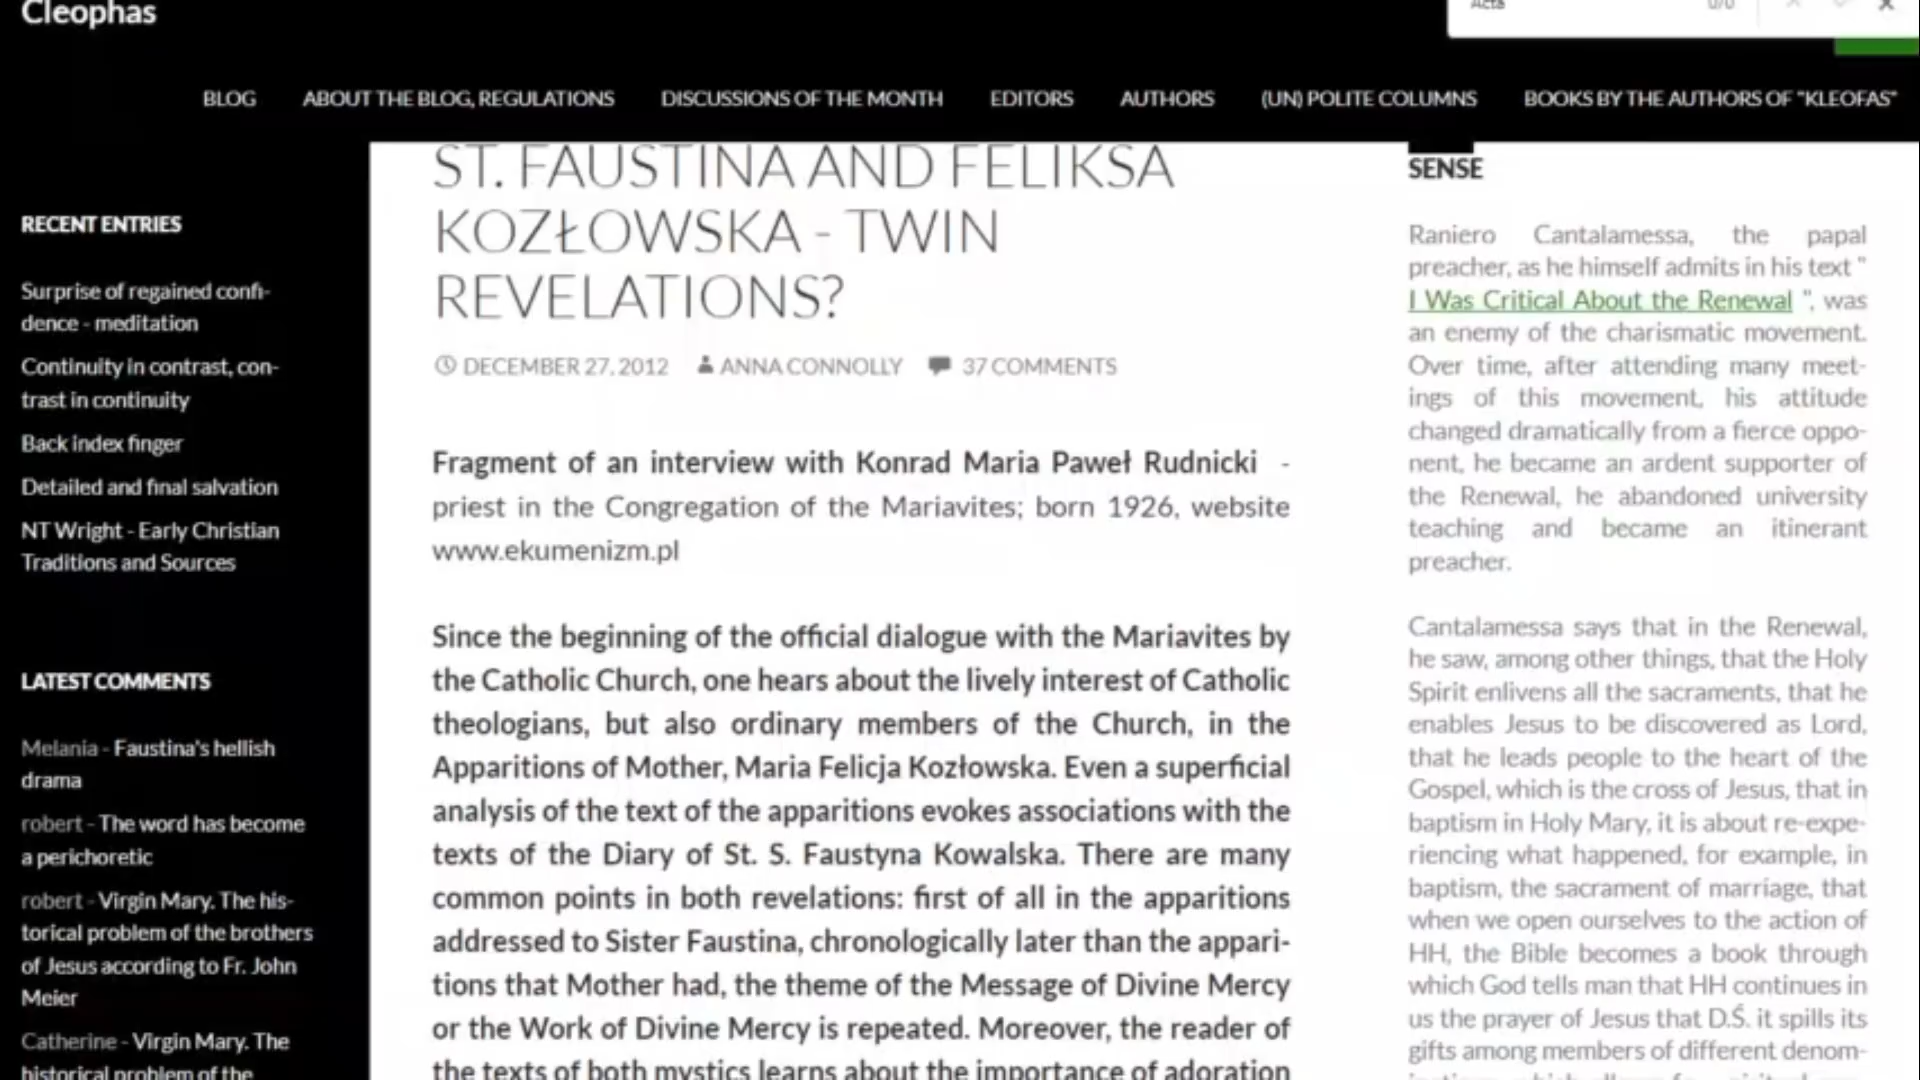 Cleophas
Acts
0/0
BLOG
ABOUT THE BLOG, REGULATIONS
DISCUSSIONS OF THE MONTH
EDITORS
AUTHORS
(UN) POLITE COLUMNS
BOOKS BY THE AUTHORS OF "KLEOFAS"
RECENT ENTRIES
Surprise of regained confi-
dence - meditation
Continuity in contrast, con-
trast in continuity
Back index finger
Detailed and final salvation
NT Wright - Early Christian
Traditions and Sources
LATEST COMMENTS
Melania - Faustina's hellish
drama
robert - The word has become
a perichoretic
robert - Virgin Mary. The his-
torical problem of the brothers
of Jesus according to Fr. John
Meier
Catherine - Virgin Mary. The
historical problem of the
ST. FAUSTINA AND FELIKSA
KOZŁOWSKA - TWIN
REVELATIONS?
DECEMBER 27, 2012 ANNA CONNOLLY 37 COMMENTS
Fragment of an interview with Konrad Maria Paweł Rudnicki -
priest in the Congregation of the Mariavites; born 1926, website
www.ekumenizm.pl
Since the beginning of the official dialogue with the Mariavites by
the Catholic Church, one hears about the lively interest of Catholic
theologians, but also ordinary members of the Church, in the
Apparitions of Mother, Maria Felicja Kozłowska. Even a superficial
analysis of the text of the apparitions evokes associations with the
texts of the Diary of St. S. Faustyna Kowalska. There are many
common points in both revelations: first of all in the apparitions
addressed to Sister Faustina, chronologically later than the appari-
tions that Mother had, the theme of the Message of Divine Mercy
or the Work of Divine Mercy is repeated. Moreover, the reader of
the texts of both mystics learns about the importance of adoration
SENSE
Raniero Cantalamessa, the papal
preacher, as he himself admits in his text "
I Was Critical About the Renewal ", was
an enemy of the charismatic movement.
Over time, after attending many meet-
ings of this movement, his attitude
changed dramatically from a fierce oppo-
nent, he became an ardent supporter of
the Renewal, he abandoned university
teaching and became an itinerant
preacher.
Cantalamessa says that in the Renewal,
he saw, among other things, that the Holy
Spirit enlivens all the sacraments, that he
enables Jesus to be discovered as Lord,
that he leads people to the heart of the
Gospel, which is the cross of Jesus, that in
baptism in Holy Mary, it is about re-expe-
riencing what happened, for example, in
baptism, the sacrament of marriage, that
when we open ourselves to the action of
HH, the Bible becomes a book through
which God tells man that HH continues in
us the prayer of Jesus that D.Ś. it spills its
gifts among members of different denom-